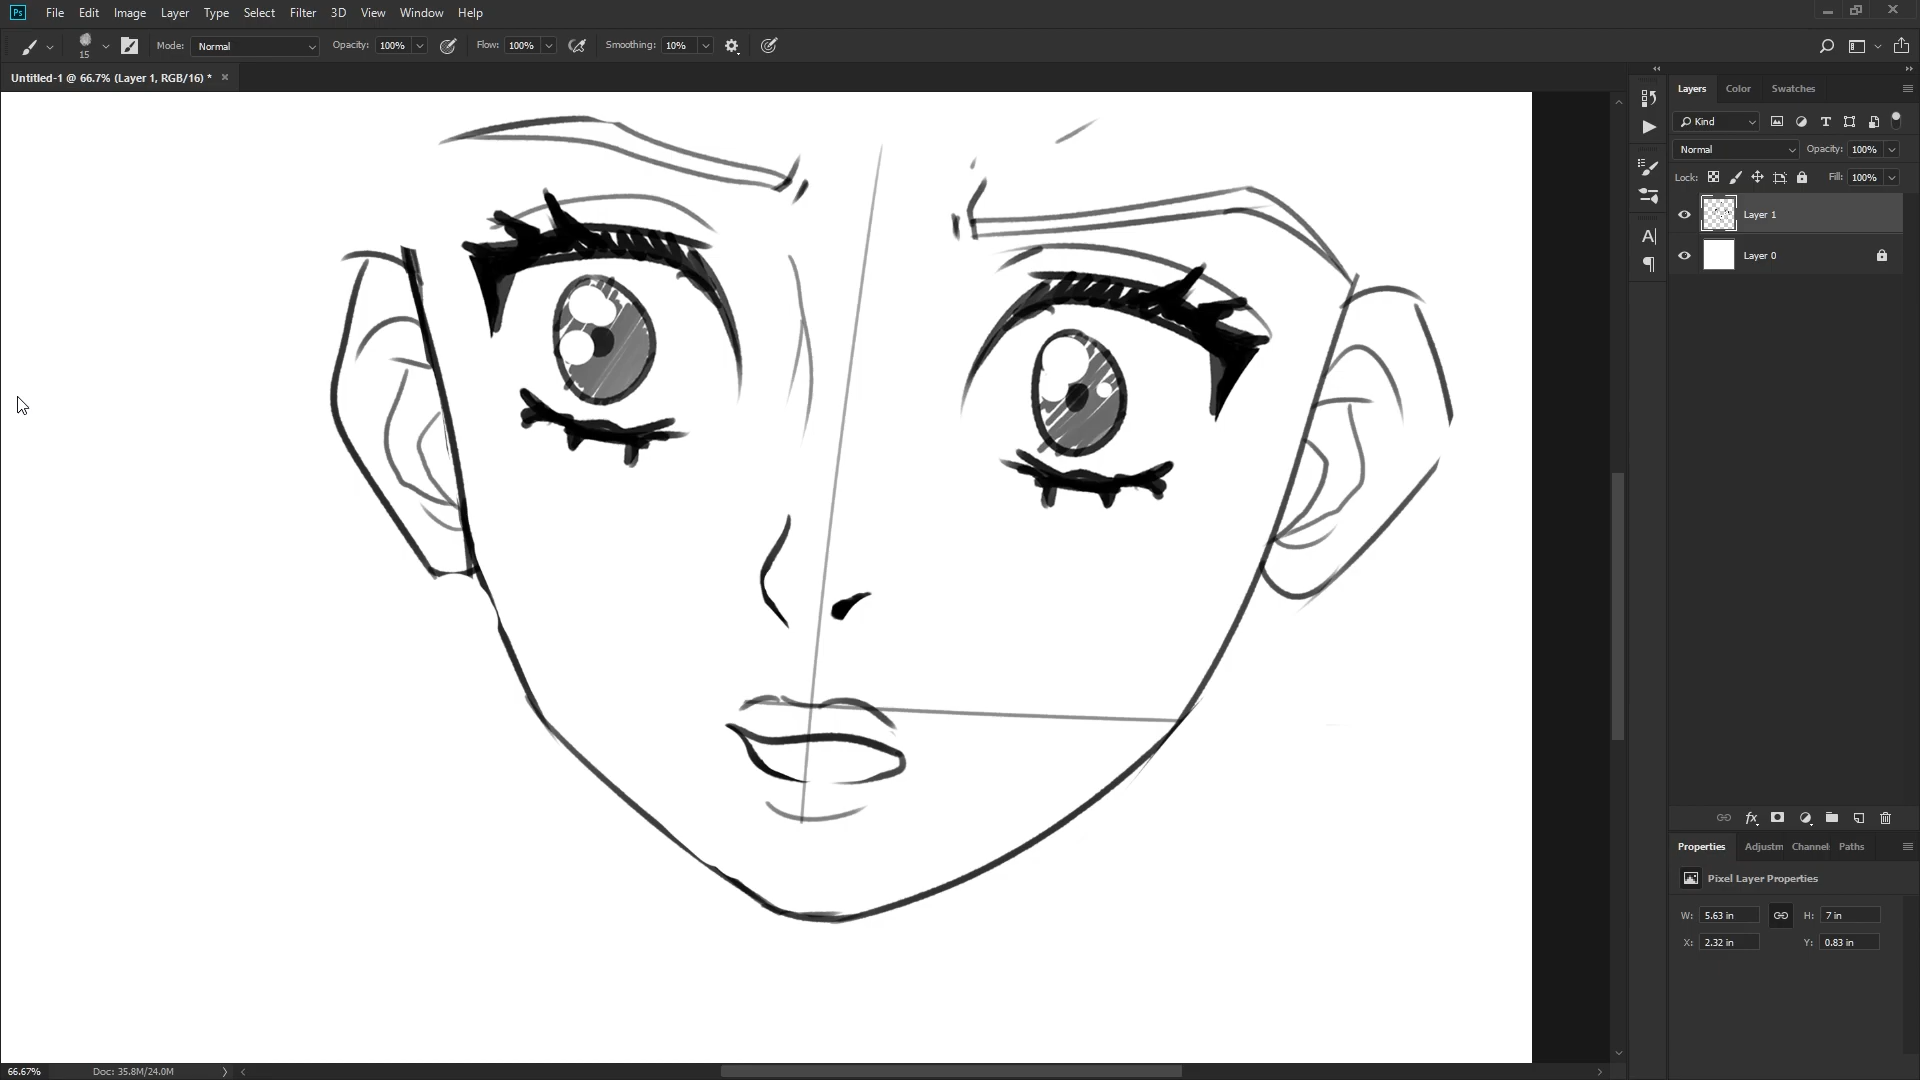 Ps File Edit Image Layer Type Select Filter 3D View Window Help
15 Mode: Normal Opacity: 100% Flow: 100% Smoothing: 10%
Untitled-1 @ 66.7% (Layer 1, RGB/16) * ×
Layers Color Swatches
Kind
Normal Opacity: 100%
Lock: Fill: 100%
Layer 1
Layer 0
fx
Properties Adjustm Channel Paths
Pixel Layer Properties
W: 5.63 in H: 7 in
X: 2.32 in Y: 0.83 in
66.67% Doc: 35.8M/24.0M